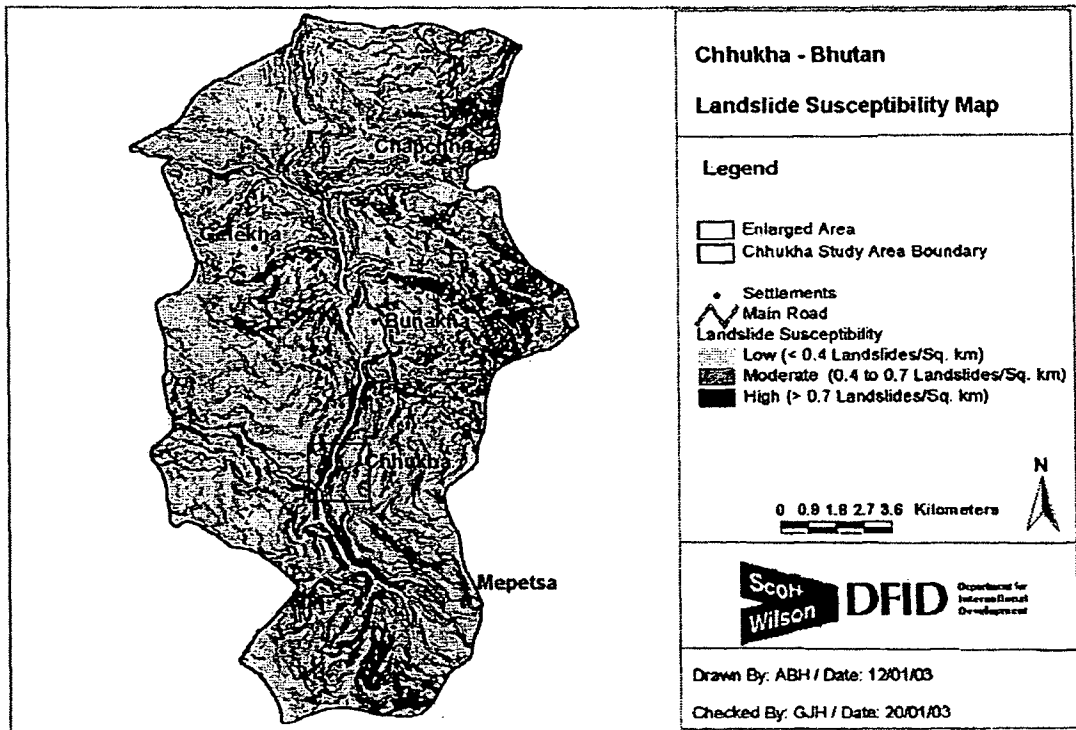 Chapchha
Gelekha
Bunakha
Chhukha
Mepetsa
Chhukha - Bhutan
Landslide Susceptibility Map
Legend
Enlarged Area
Chhukha Study Area Boundary
Settlements
Main Road
Landslide Susceptibility
Low (< 0.4 Landslides/Sq. km)
Moderate (0.4 to 0.7 Landslides/Sq. km)
High (> 0.7 Landslides/Sq. km)
N
0 0.9 1.8 2.7 3.6 Kilometers
Scott
Wilson
DFID
Department for
International
Development
Drawn By: ABH / Date: 12/01/03
Checked By: GJH / Date: 20/01/03